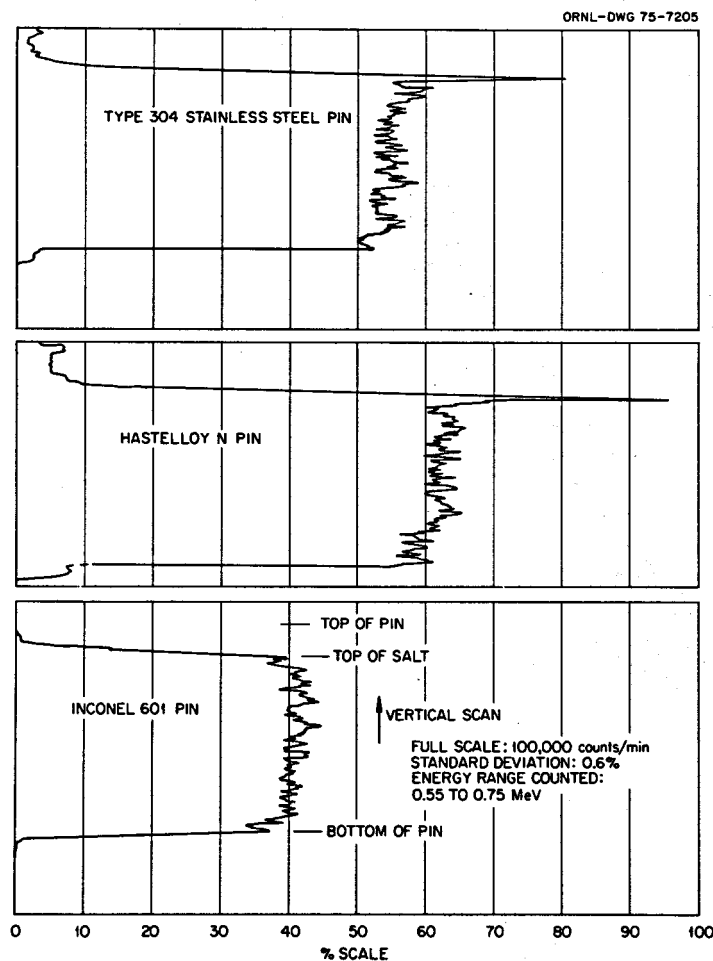 ORNL-DWG 75-7205
TYPE 304 STAINLESS STEEL PIN
HASTELLOY N PIN
TOP OF PIN
TOP OF SALT
INCONEL 601 PIN
VERTICAL SCAN
FULL SCALE: 100,000 counts/min
STANDARD DEVIATION: 0.6%
ENERGY RANGE COUNTED:
0.55 TO 0.75 MeV
BOTTOM OF PIN
0 10 20 30 40 50 60 70 80 90 100
% SCALE